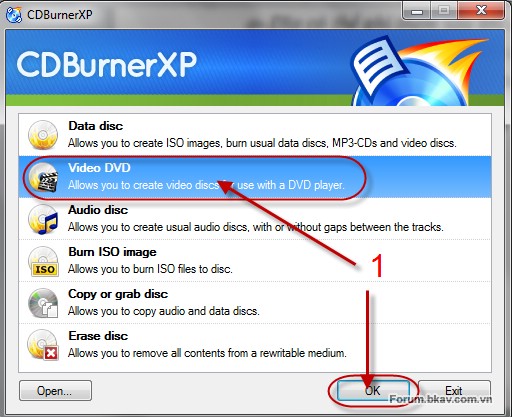 CDBurnerXP
CDBurnerXP
Data disc
Allows you to create ISO images, burn usual data discs, MP3-CDs and video discs.
Video DVD
Allows you to create video discs use with a DVD player.
Audio disc
Allows you to create usual audio discs, with or without gaps between the tracks.
Burn ISO image
ISO
Allows you to burn ISO files to disc.
1
Copy or grab disc
Allows you to copy audio and data discs.
Erase disc
Allows you to remove all contents from a rewritable medium.
Open... OK Exit
Forum.bkav.com.vn